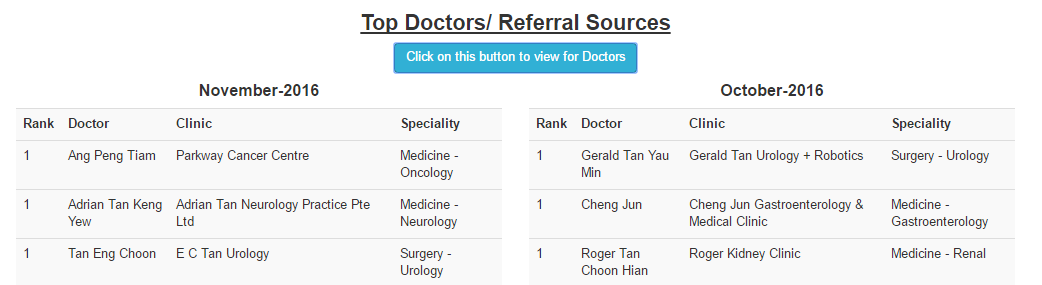 Top Doctors/ Referral Sources
Click on this button to view for Doctors
November-2016
Rank Doctor Clinic Speciality
1 Ang Peng Tiam Parkway Cancer Centre Medicine -
Oncology
1 Adrian Tan Keng Adrian Tan Neurology Practice Pte Medicine -
Yew Ltd Neurology
1 Tan Eng Choon E C Tan Urology Surgery -
Urology
October-2016
Rank Doctor Clinic Speciality
1 Gerald Tan Yau Gerald Tan Urology + Robotics Surgery - Urology
Min
1 Cheng Jun Cheng Jun Gastroenterology & Medicine -
Medical Clinic Gastroenterology
1 Roger Tan Roger Kidney Clinic Medicine - Renal
Choon Hian